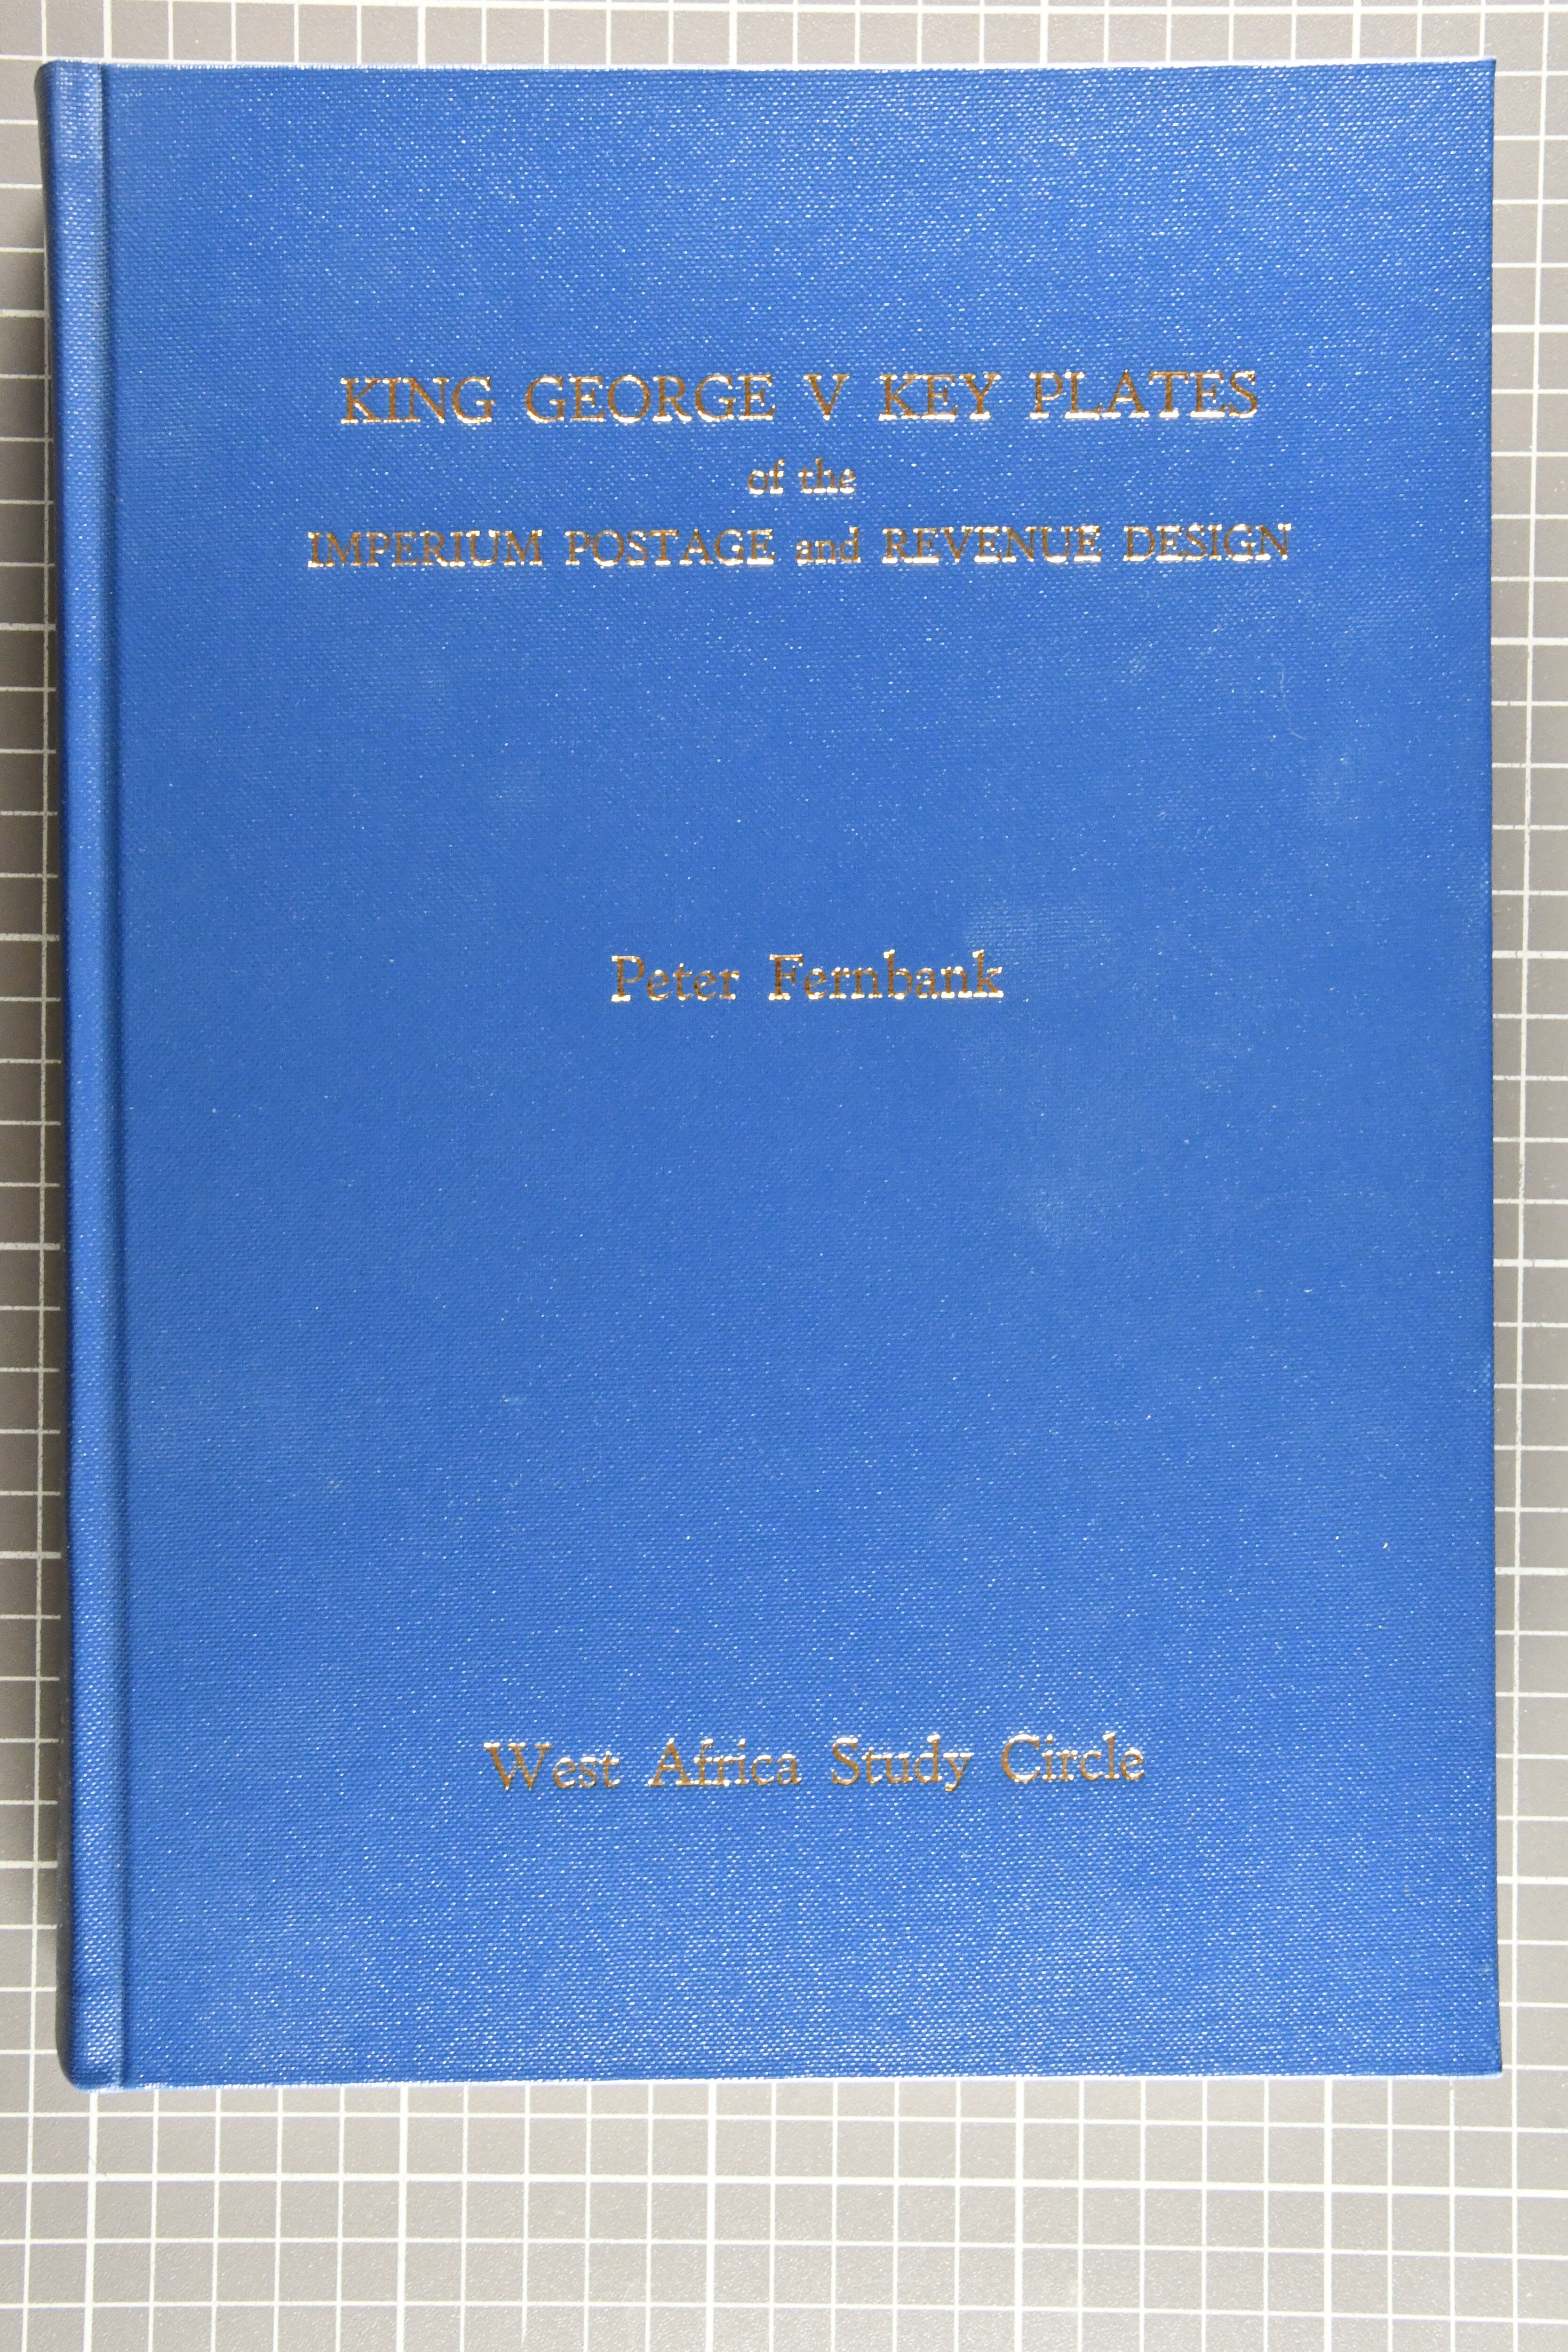 KING GEORGE V KEY PLATES
of the
IMPERIUM POSTAGE and REVENUE DESIGN
Peter Fernbank
West Africa Study Circle